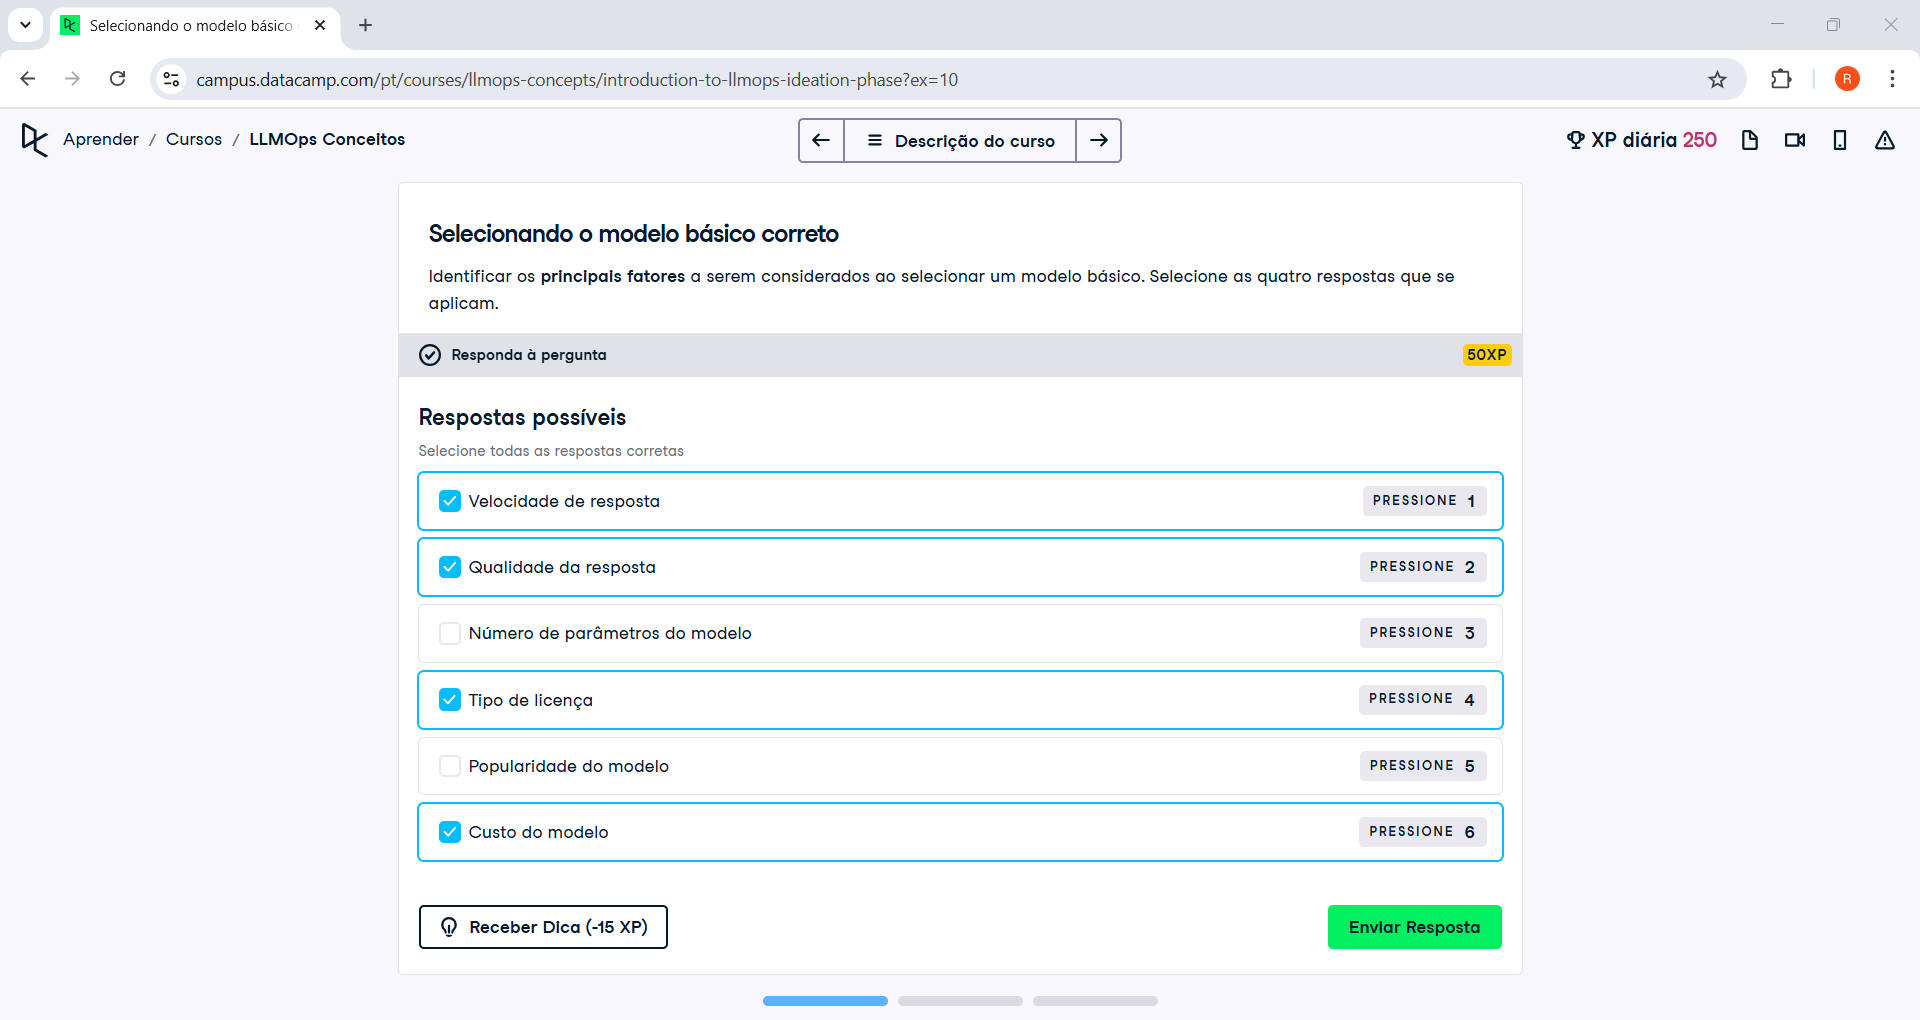 Selecionando o modelo básico
campus.datacamp.com/pt/courses/llmops-concepts/introduction-to-llmops-ideation-phase?ex=10
R
Aprender / Cursos / LLMOps Conceitos
Descrição do curso
XP diária 250
Selecionando o modelo básico correto
Identificar os principais fatores a serem considerados ao selecionar um modelo básico. Selecione as quatro respostas que se
aplicam.
Responda à pergunta
50XP
Respostas possíveis
Selecione todas as respostas corretas
Velocidade de resposta
PRESSIONE 1
Qualidade da resposta
PRESSIONE 2
Número de parâmetros do modelo
PRESSIONE 3
Tipo de licença
PRESSIONE 4
Popularidade do modelo
PRESSIONE 5
Custo do modelo
PRESSIONE 6
Receber Dica (-15 XP)
Enviar Resposta